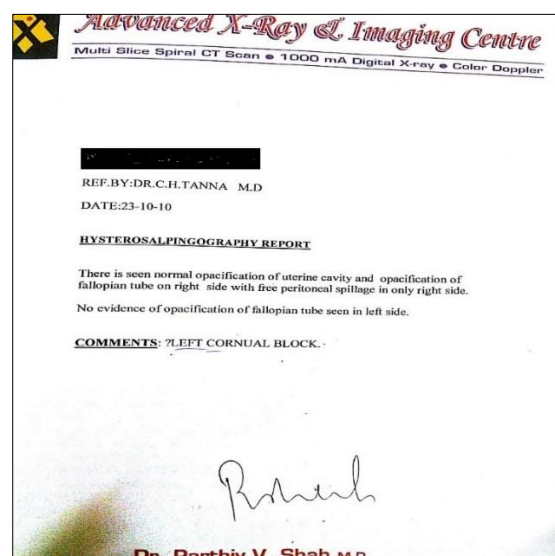 Advanced X-Ray & Imaging Centre
Multi Slice Spiral CT Scan ● 1000 mA Digital X-ray ● Color Doppler
REF.BY:DR.C.H.TANNA M.D
DATE:23-10-10
HYSTEROSALPINGOGRAPHY REPORT
There is seen normal opacification of uterine cavity and opacification of
fallopian tube on right side with free peritoneal spillage in only right side.
No evidence of opacification of fallopian tube seen in left side.
COMMENTS: ?LEFT CORNUAL BLOCK.
Dr. Parthiv V. Shah M.D.